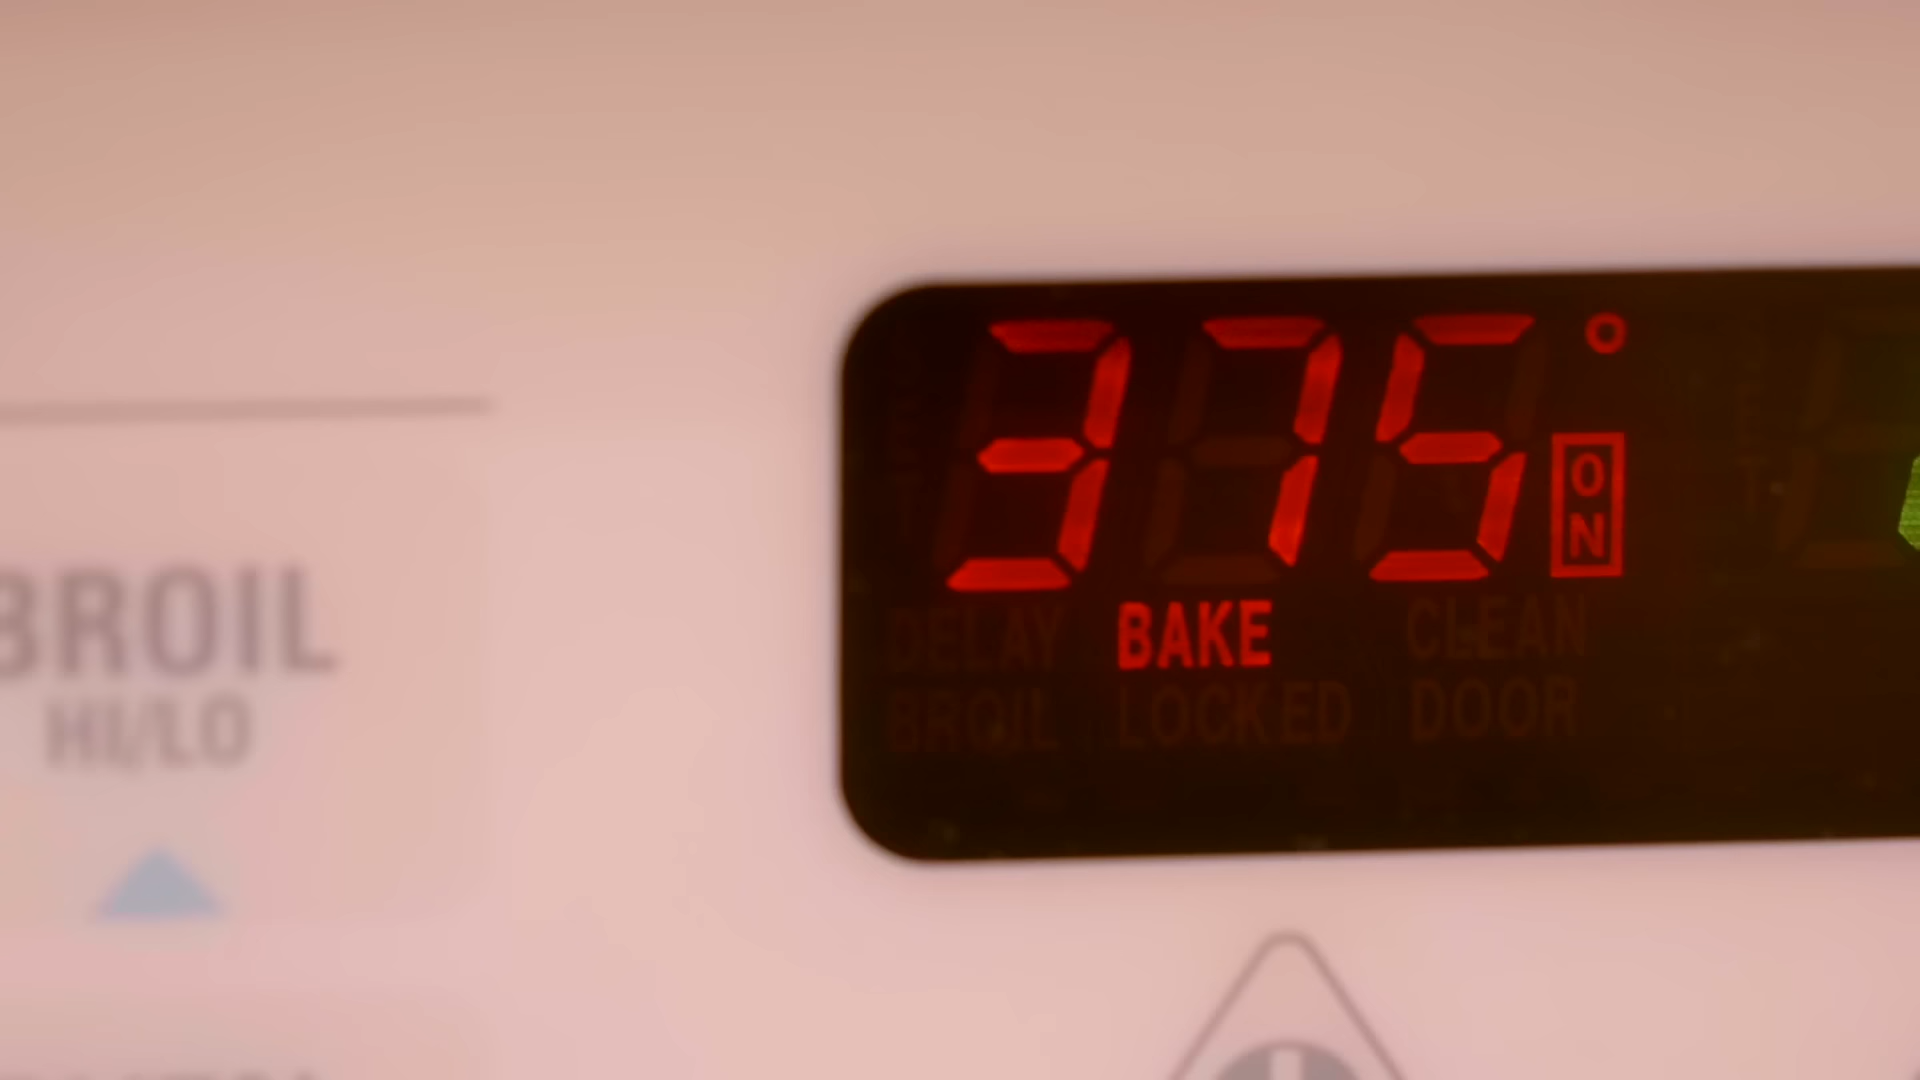 375°
ON
DELAY BAKE CLEAN
BROIL LOCKED DOOR
BROIL
HI/LO